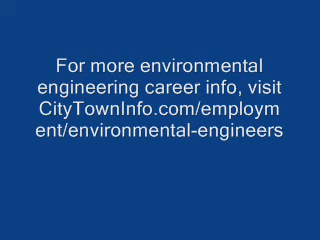 For more environmental
engineering career info, visit
CityTownInfo.com/employm
ent/environmental-engineers